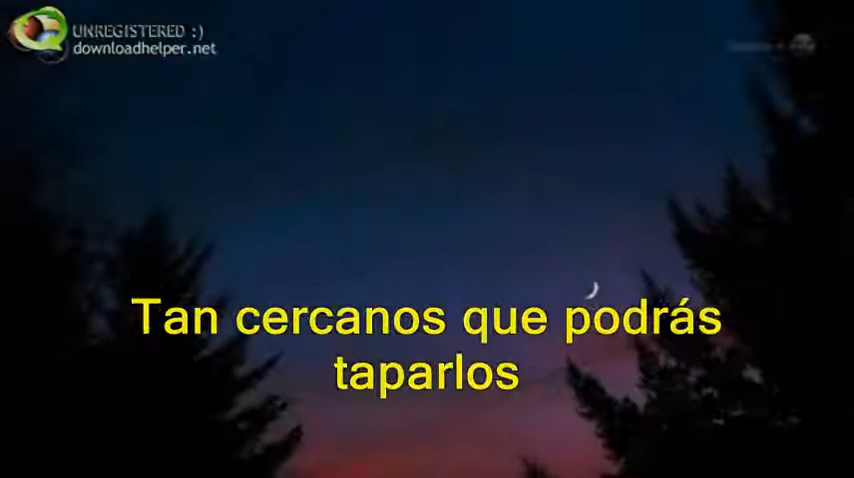 UNREGISTERED :)
downloadhelper.net
Tan cercanos que podrás
taparlos